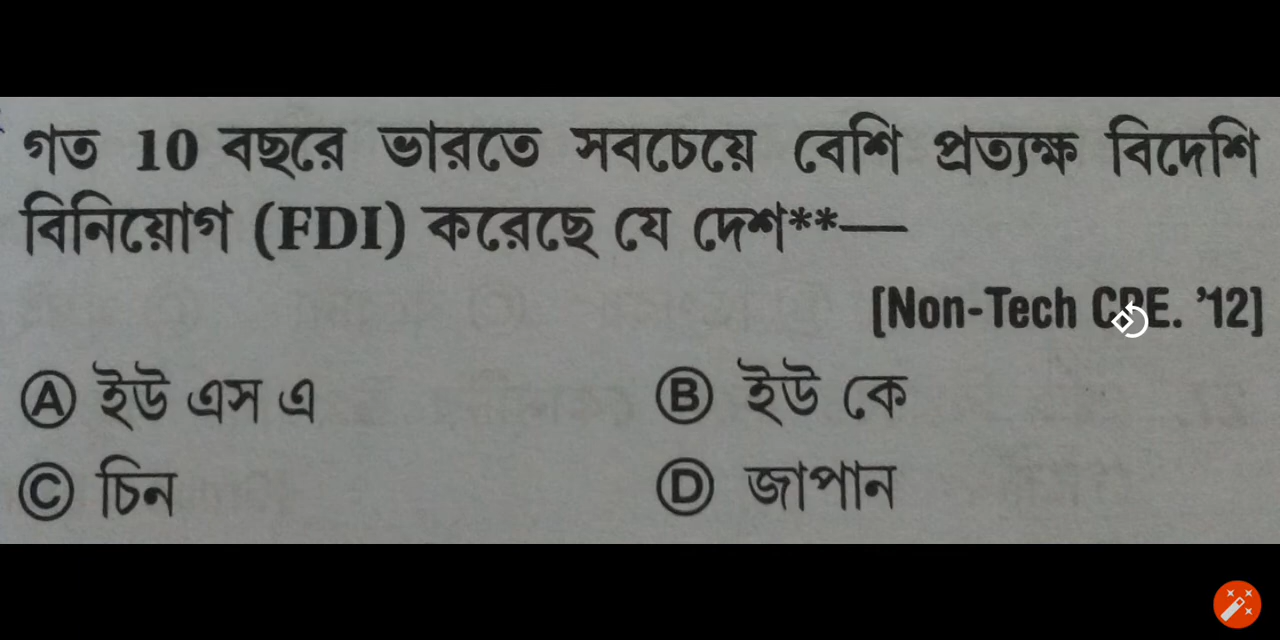 গত 10 বছরে ভারতে সবচেয়ে বেশি প্রত্যক্ষ বিদেশি
বিনিয়োগ (FDI) করেছে যে দেশ**—
[Non-Tech CRE. ’12]
Ⓐ ইউ এস এ Ⓑ ইউ কে
Ⓒ চিন Ⓓ জাপান